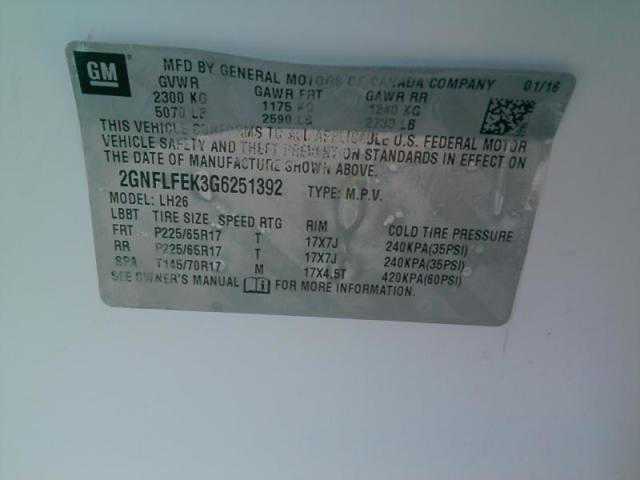 GM
MFD BY GENERAL MOTORS OF CANADA COMPANY 01/16
GVWR GAWR FRT GAWR RR
2300 KG 1175 KG 1240 KG
5070 LB 2590 LB 2733 LB
THIS VEHICLE CONFORMS TO ALL APPLICABLE U.S. FEDERAL MOTOR
VEHICLE SAFETY AND THEFT PREVENTION STANDARDS IN EFFECT ON
THE DATE OF MANUFACTURE SHOWN ABOVE.
2GNFLFEK3G6251392 TYPE: M.P.V.
MODEL: LH26
LBBT TIRE SIZE, SPEED RTG RIM COLD TIRE PRESSURE
FRT P225/65R17 T 17X7J 240KPA(35PSI)
RR P225/65R17 T 17X7J 240KPA(35PSI)
SPA T145/70R17 M 17X4.5T 420KPA(60PSI)
SEE OWNER'S MANUAL FOR MORE INFORMATION.